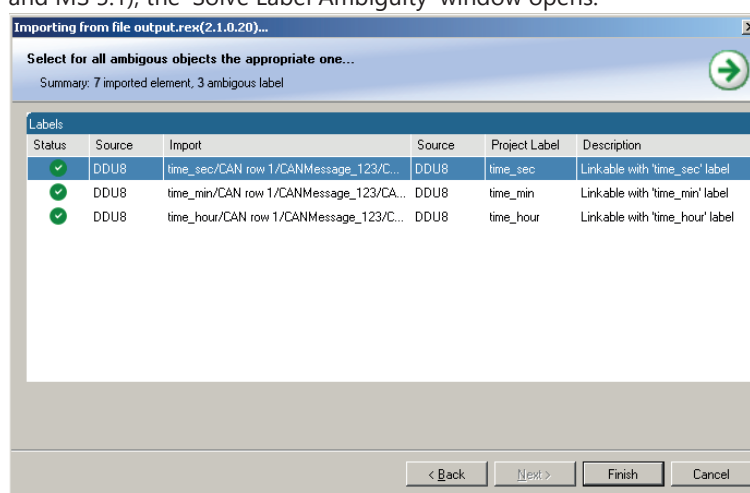 and MS 5.1), the 'Solve Label Ambiguity' window opens.
Importing from file output.rex(2.1.0.20)...
Select for all ambigous objects the appropriate one...
Summary: 7 imported element, 3 ambigous label
Labels
Status Source Import Source Project Label Description
DDU8 time_sec/CAN row 1/CANMessage_123/C... DDU8 time_sec Linkable with 'time_sec' label
DDU8 time_min/CAN row 1/CANMessage_123/CA... DDU8 time_min Linkable with 'time_min' label
DDU8 time_hour/CAN row 1/CANMessage_123/C... DDU8 time_hour Linkable with 'time_hour' label
< Back Next > Finish Cancel